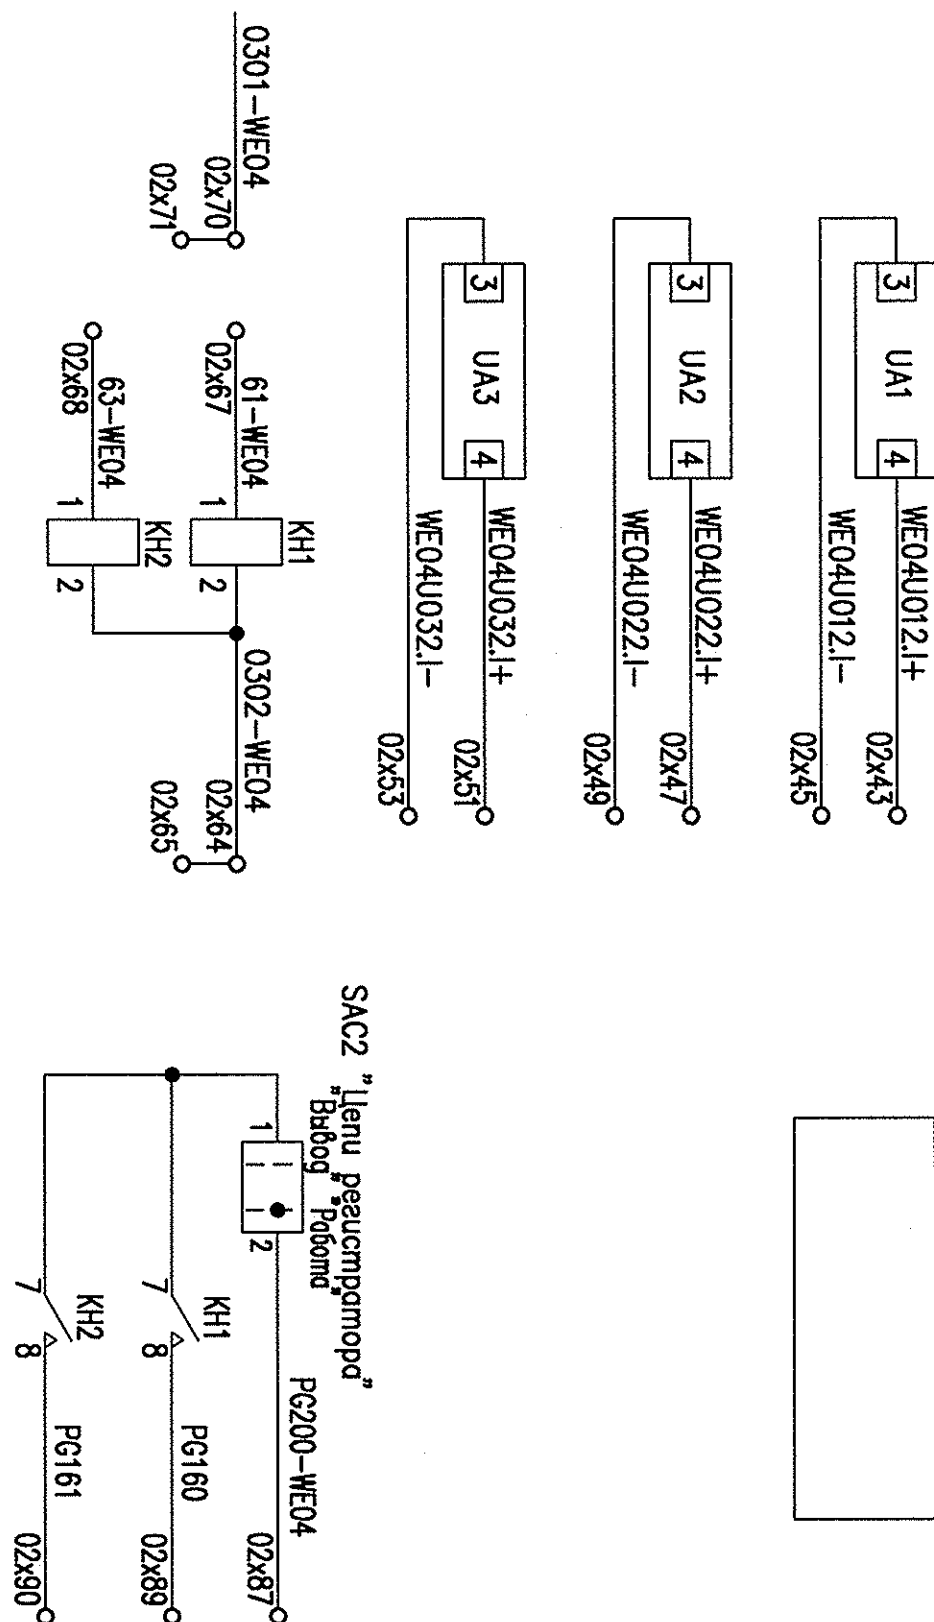 3
UA1
4
WE04U012.I+
WE04U012.I-
02x43
02x45
3
UA2
4
WE04U022.I+
WE04U022.I-
02x47
02x49
3
UA3
4
WE04U032.I+
WE04U032.I-
02x51
02x53
0301-WE04
02x70
02x71
02x67
61-WE04
1
KH1
2
0302-WE04
02x64
02x65
02x68
63-WE04
1
KH2
2
SAC2 "Цепи регистратора"
"Вывод" "Работа"
1
2
PG200-WE04
02x87
7
KH1
8
PG160
02x89
7
KH2
8
PG161
02x90